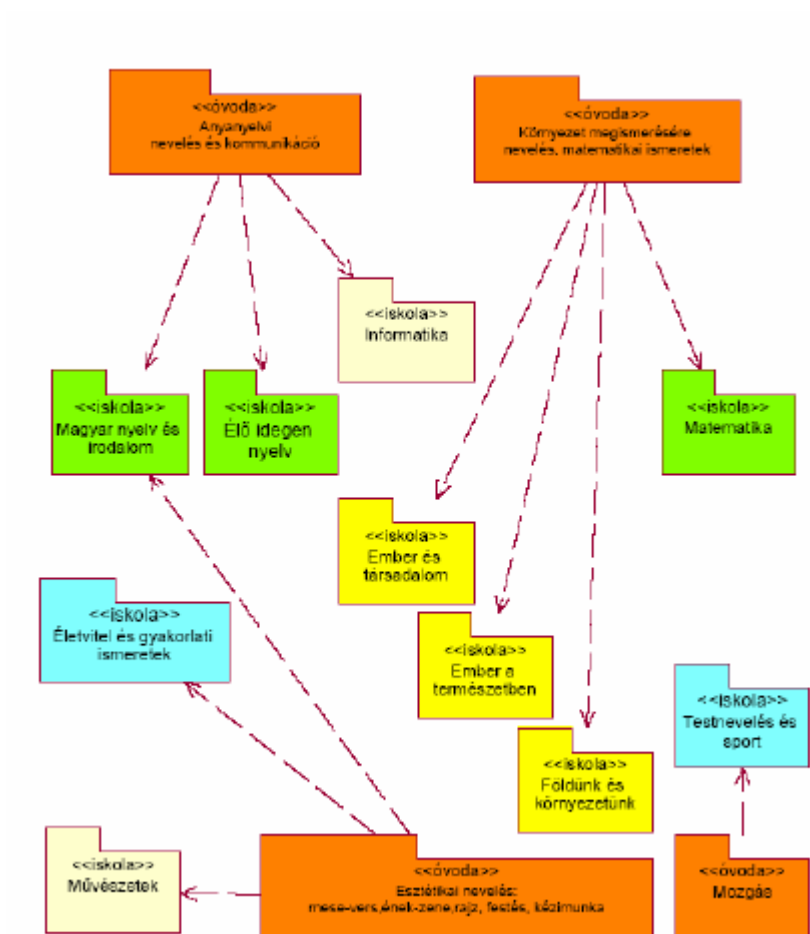 <<óvoda>>
Anyanyelvi
nevelés és kommunikáció
<<óvoda>>
Környezet megismerésére
nevelés, matematikai ismeretek
<<iskola>>
Informatika
<<iskola>>
Magyar nyelv és
irodalom
<<iskola>>
Élő idegen
nyelv
<<iskola>>
Matematika
<<iskola>>
Ember és
társadalom
<<iskola>>
Életvitel és gyakorlati
ismeretek
<<iskola>>
Ember a
természetben
<<iskola>>
Testnevelés és
sport
<<iskola>>
Földünk és
környezetünk
<<iskola>>
Művészetek
<<óvoda>>
Esztétikai nevelés:
mese-vers,ének-zene,rajz, festés, kézimunka
<<óvoda>>
Mozgás